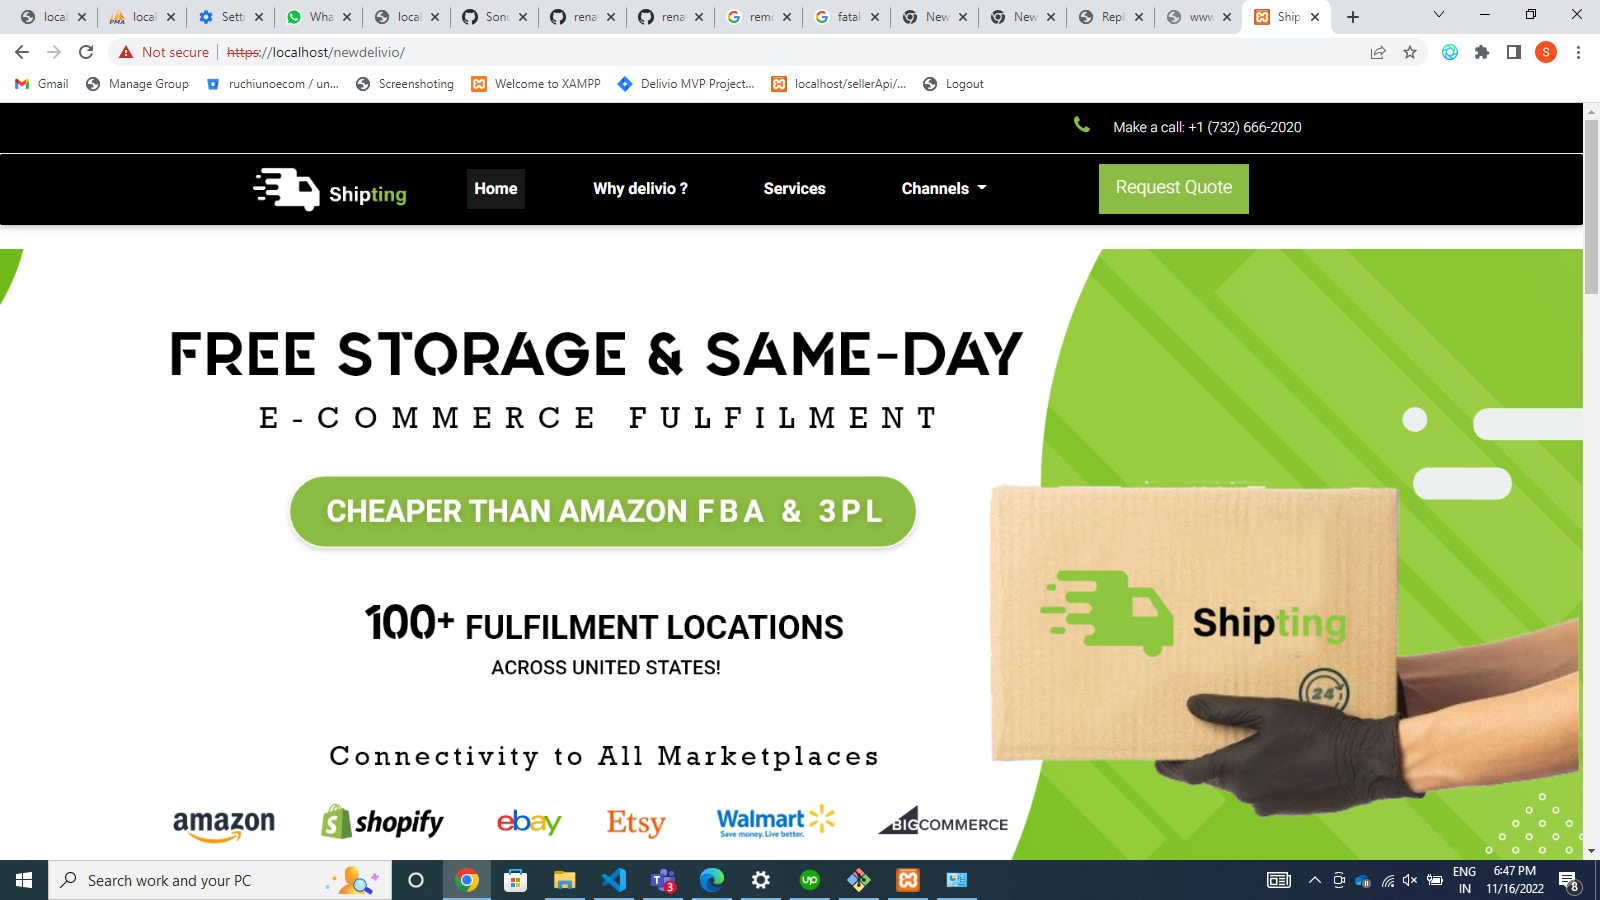 local
local
Setti
Wha
local
Sonu
rena
rena
remo
fatal
New
New
Repl
www
Ship
Not secure
https://localhost/newdelivio/
S
Gmail
Manage Group
ruchiunoecom / un...
Screenshoting
Welcome to XAMPP
Delivio MVP Project...
localhost/sellerApi/...
Logout
Make a call: +1 (732) 666-2020
Shipting
Home
Why delivio ?
Services
Channels
Request Quote
FREE STORAGE & SAME-DAY
E-COMMERCE FULFILMENT
CHEAPER THAN AMAZON FBA & 3PL
100+ FULFILMENT LOCATIONS
ACROSS UNITED STATES!
Shipting
24
Connectivity to All Marketplaces
amazon
shopify
ebay
Etsy
Walmart
Save money. Live better.
BIGCOMMERCE
Search work and your PC
3
up
ENG
IN
6:47 PM
11/16/2022
8